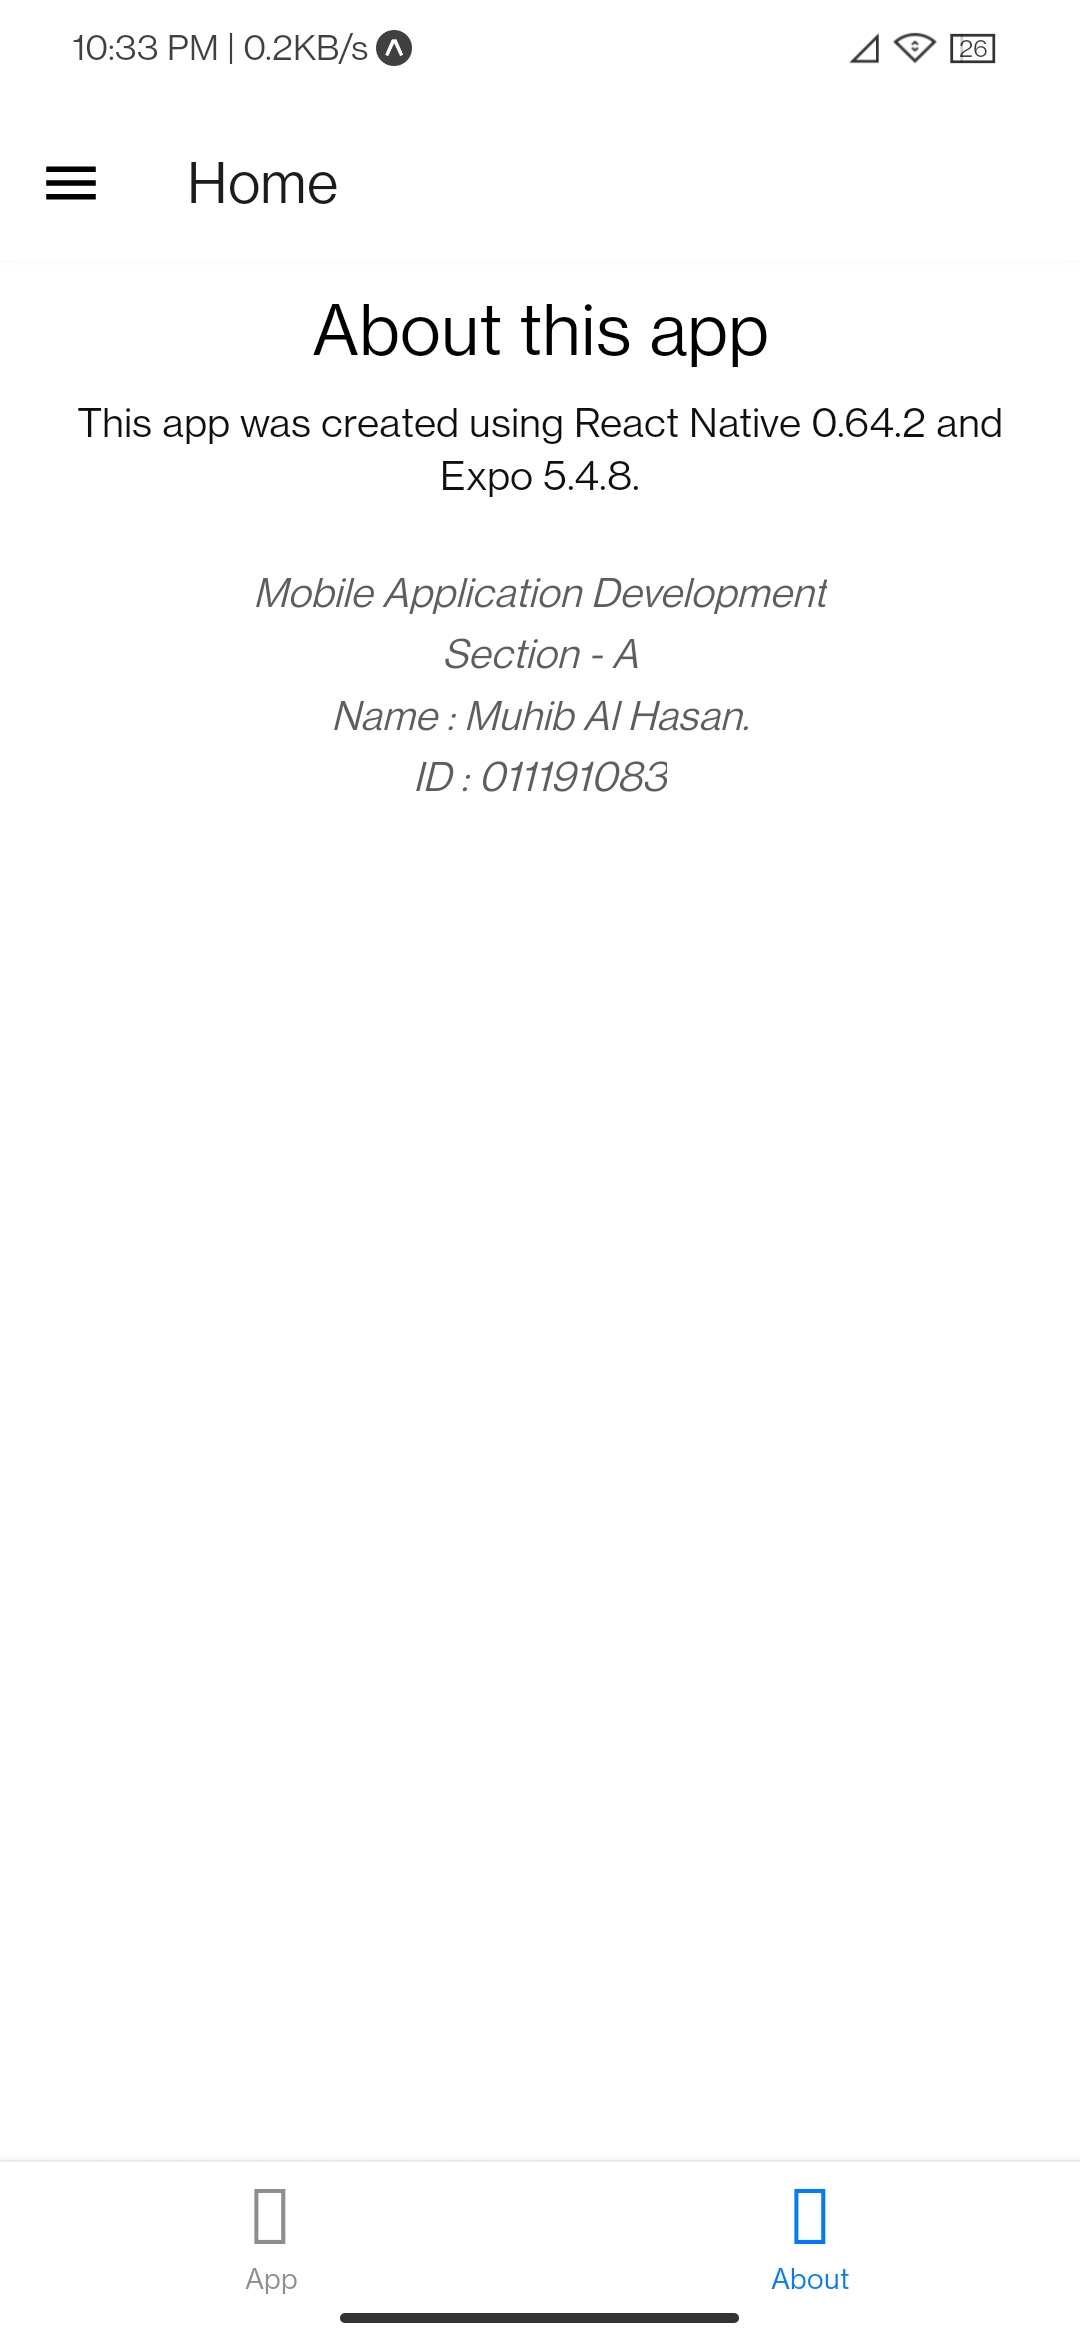 10:33 PM | 0.2KB/s
26
Home
About this app
This app was created using React Native 0.64.2 and
Expo 5.4.8.
Mobile Application Development
Section - A
Name : Muhib Al Hasan.
ID : 011191083
App
About